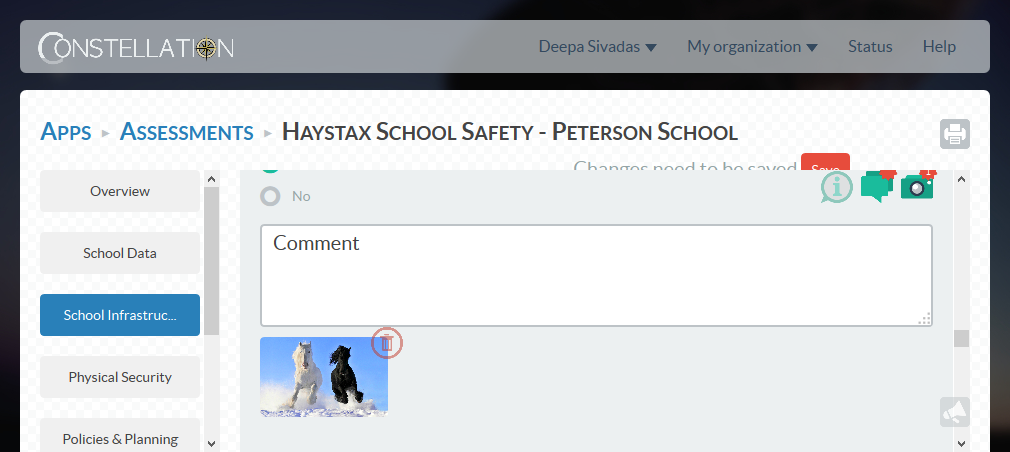 CONSTELLATION
Deepa Sivadas My organization Status Help
APPS ASSESSMENTS HAYSTAX SCHOOL SAFETY - PETERSON SCHOOL
Changes need to be saved Save
Overview
No
1
School Data
Comment
School Infrastruc...
Physical Security
Policies & Planning